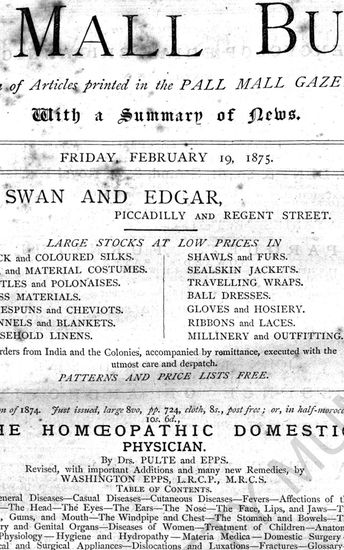 MALL BU
of Articles printed in the PALL MALL GAZE
With a Summary of News.
FRIDAY, FEBRUARY 19, 1875.
SWAN AND EDGAR,
PICCADILLY AND REGENT STREET.
LARGE STOCKS AT LOW PRICES IN
CK and COLOURED SILKS.
and MATERIAL COSTUMES.
TLES and POLONAISES.
SS MATERIALS.
ESPUNS and CHEVIOTS.
NNELS and BLANKETS.
SEHOLD LINENS.
SHAWLS and FURS.
SEALSKIN JACKETS.
TRAVELLING WRAPS.
BALL DRESSES.
GLOVES and HOSIERY.
RIBBONS and LACES.
MILLINERY and OUTFITTING.
rders from India and the Colonies, accompanied by remittance, executed with the
utmost care and despatch.
PATTERNS AND PRICE LISTS FREE.
on of 1874. Just issued, large 8vo, pp. 724, cloth, 8s., post free; or, in half-moroc
10s. 6d.,
HE HOMŒOPATHIC DOMESTIC
PHYSICIAN.
By Drs. PULTE and EPPS.
Revised, with important Additions and many new Remedies, by
WASHINGTON EPPS, L.R.C.P., M.R.C.S.
TABLE OF CONTENTS.
eneral Diseases—Casual Diseases—Cutaneous Diseases—Fevers—Affections of th
—The Head—The Eyes—The Ears—The Nose—The Face, Lips, and Jaws—T
, Gums, and Mouth—The Windpipe and Chest—The Stomach and Bowels—T
ry and Genital Organs—Diseases of Women—Treatment of Children—Anatom
Physiology—Hygiene and Hydropathy—Materia Medica—Domestic Surgery
cal and Surgical Appliances—Dislocations and Luxations—Fractures—Glossary